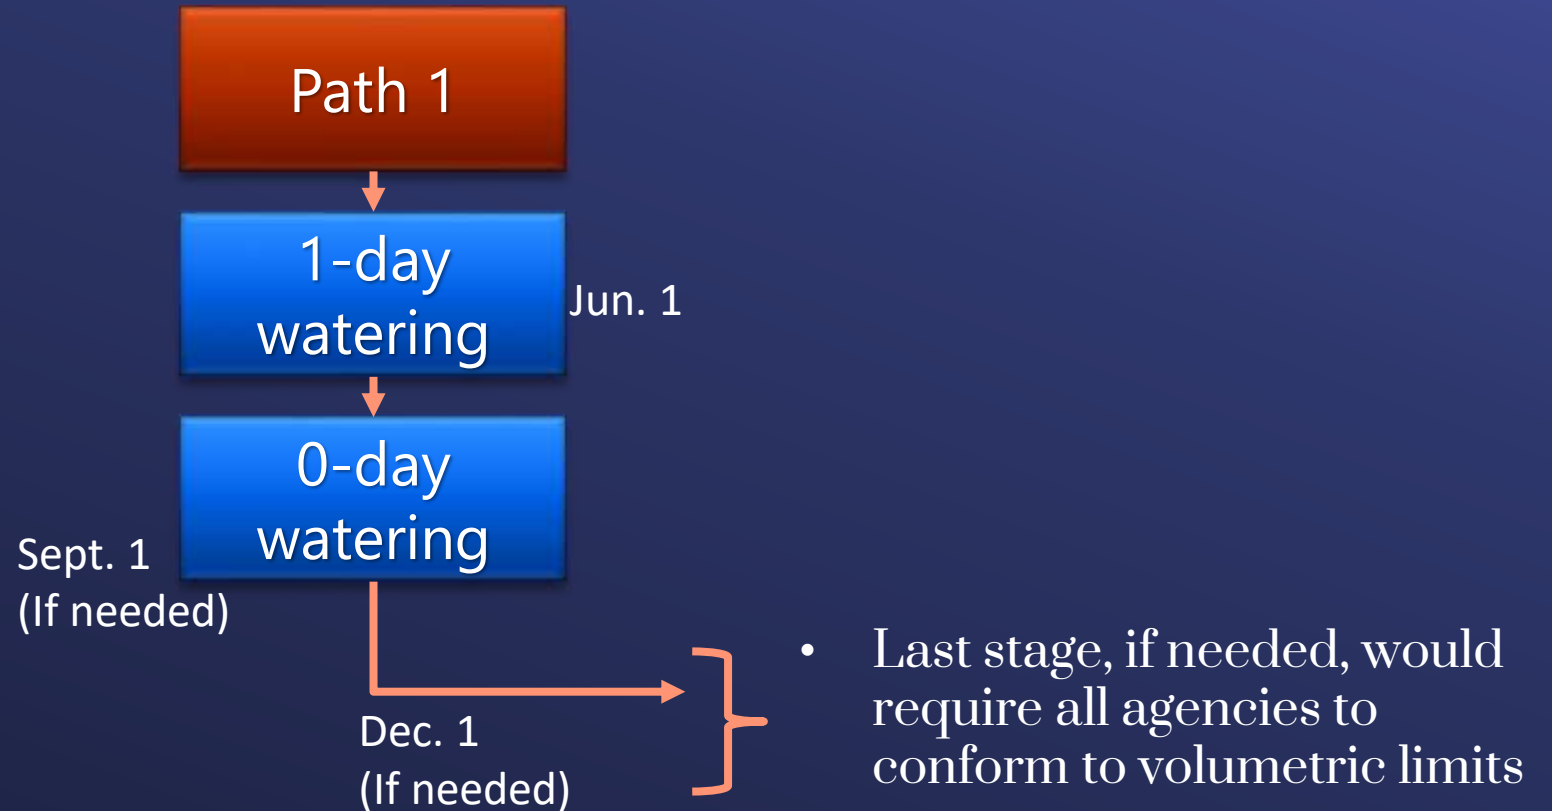 Path 1
1-day
watering
Jun. 1
0-day
watering
Sept. 1
(If needed)
Dec. 1
(If needed)
• Last stage, if needed, would
require all agencies to
conform to volumetric limits